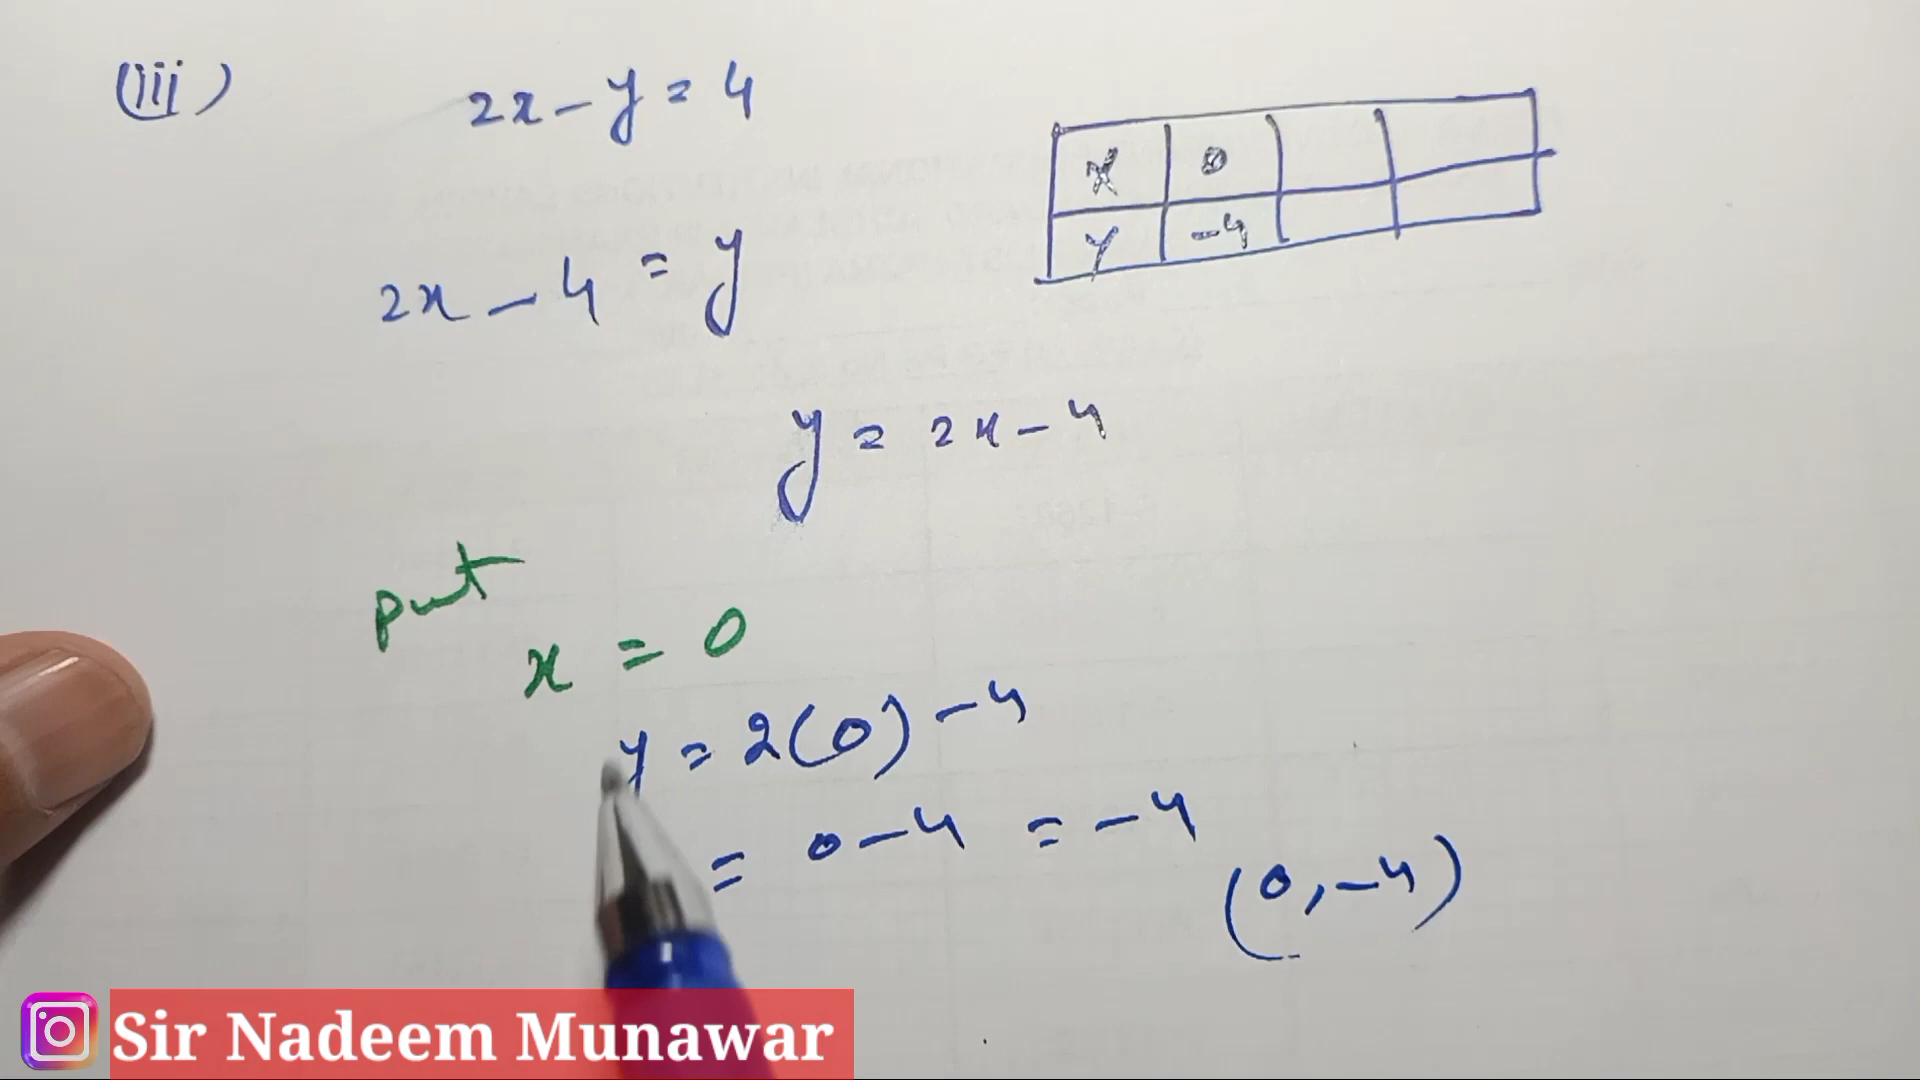 (iii)
2x - y = 4
x 0
y -4
2x - 4 = y
y = 2x - 4
put
x = 0
y = 2(0) - 4
= 0 - 4 = -4
(0, -4)
Sir Nadeem Munawar